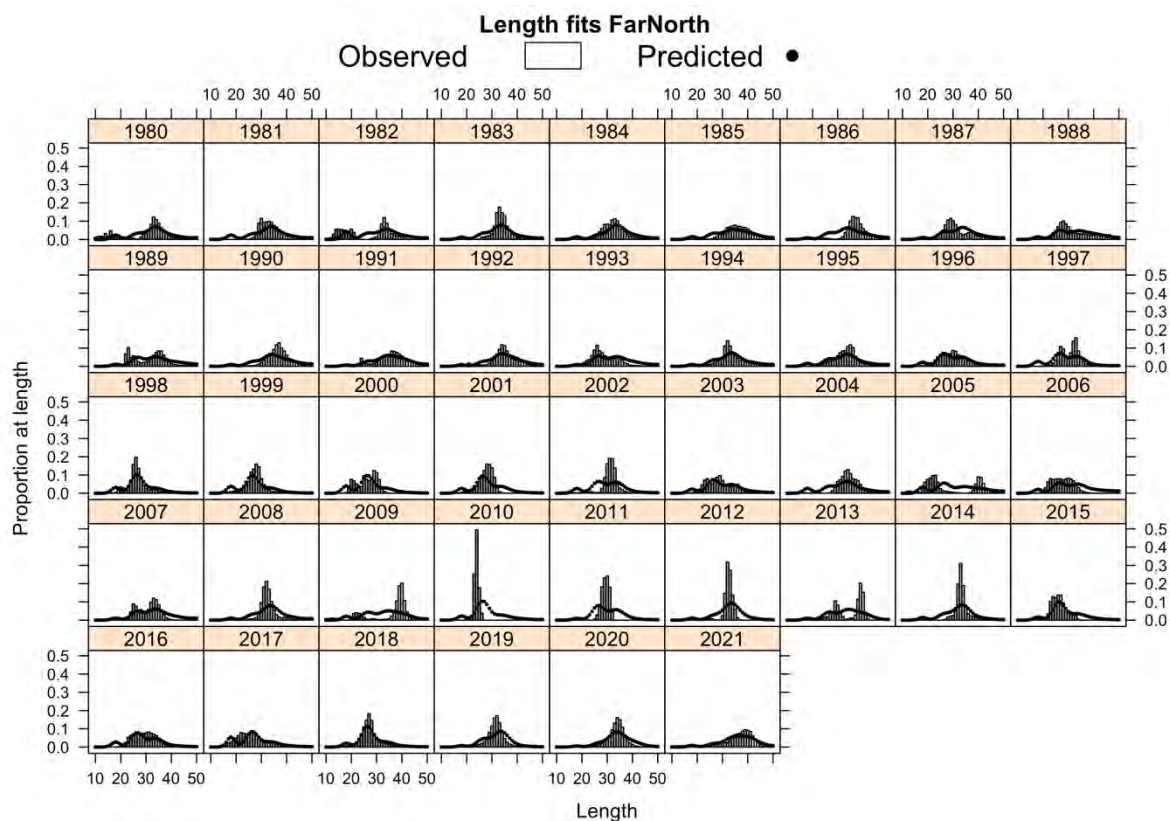 Length fits FarNorth
Observed Predicted
10 20 30 40 50 10 20 30 40 50 10 20 30 40 50 10 20 30 40 50
1980 1981 1982 1983 1984 1985 1986 1987 1988
0.5
0.4
0.3
0.2
0.1
0.0
1989 1990 1991 1992 1993 1994 1995 1996 1997
0.5
0.4
0.3
0.2
0.1
0.0
1998 1999 2000 2001 2002 2003 2004 2005 2006
0.5
0.4
0.3
0.2
0.1
0.0
2007 2008 2009 2010 2011 2012 2013 2014 2015
0.5
0.4
0.3
0.2
0.1
0.0
2016 2017 2018 2019 2020 2021
0.5
0.4
0.3
0.2
0.1
0.0
10 20 30 40 50 10 20 30 40 50 10 20 30 40 50
Proportion at length
Length